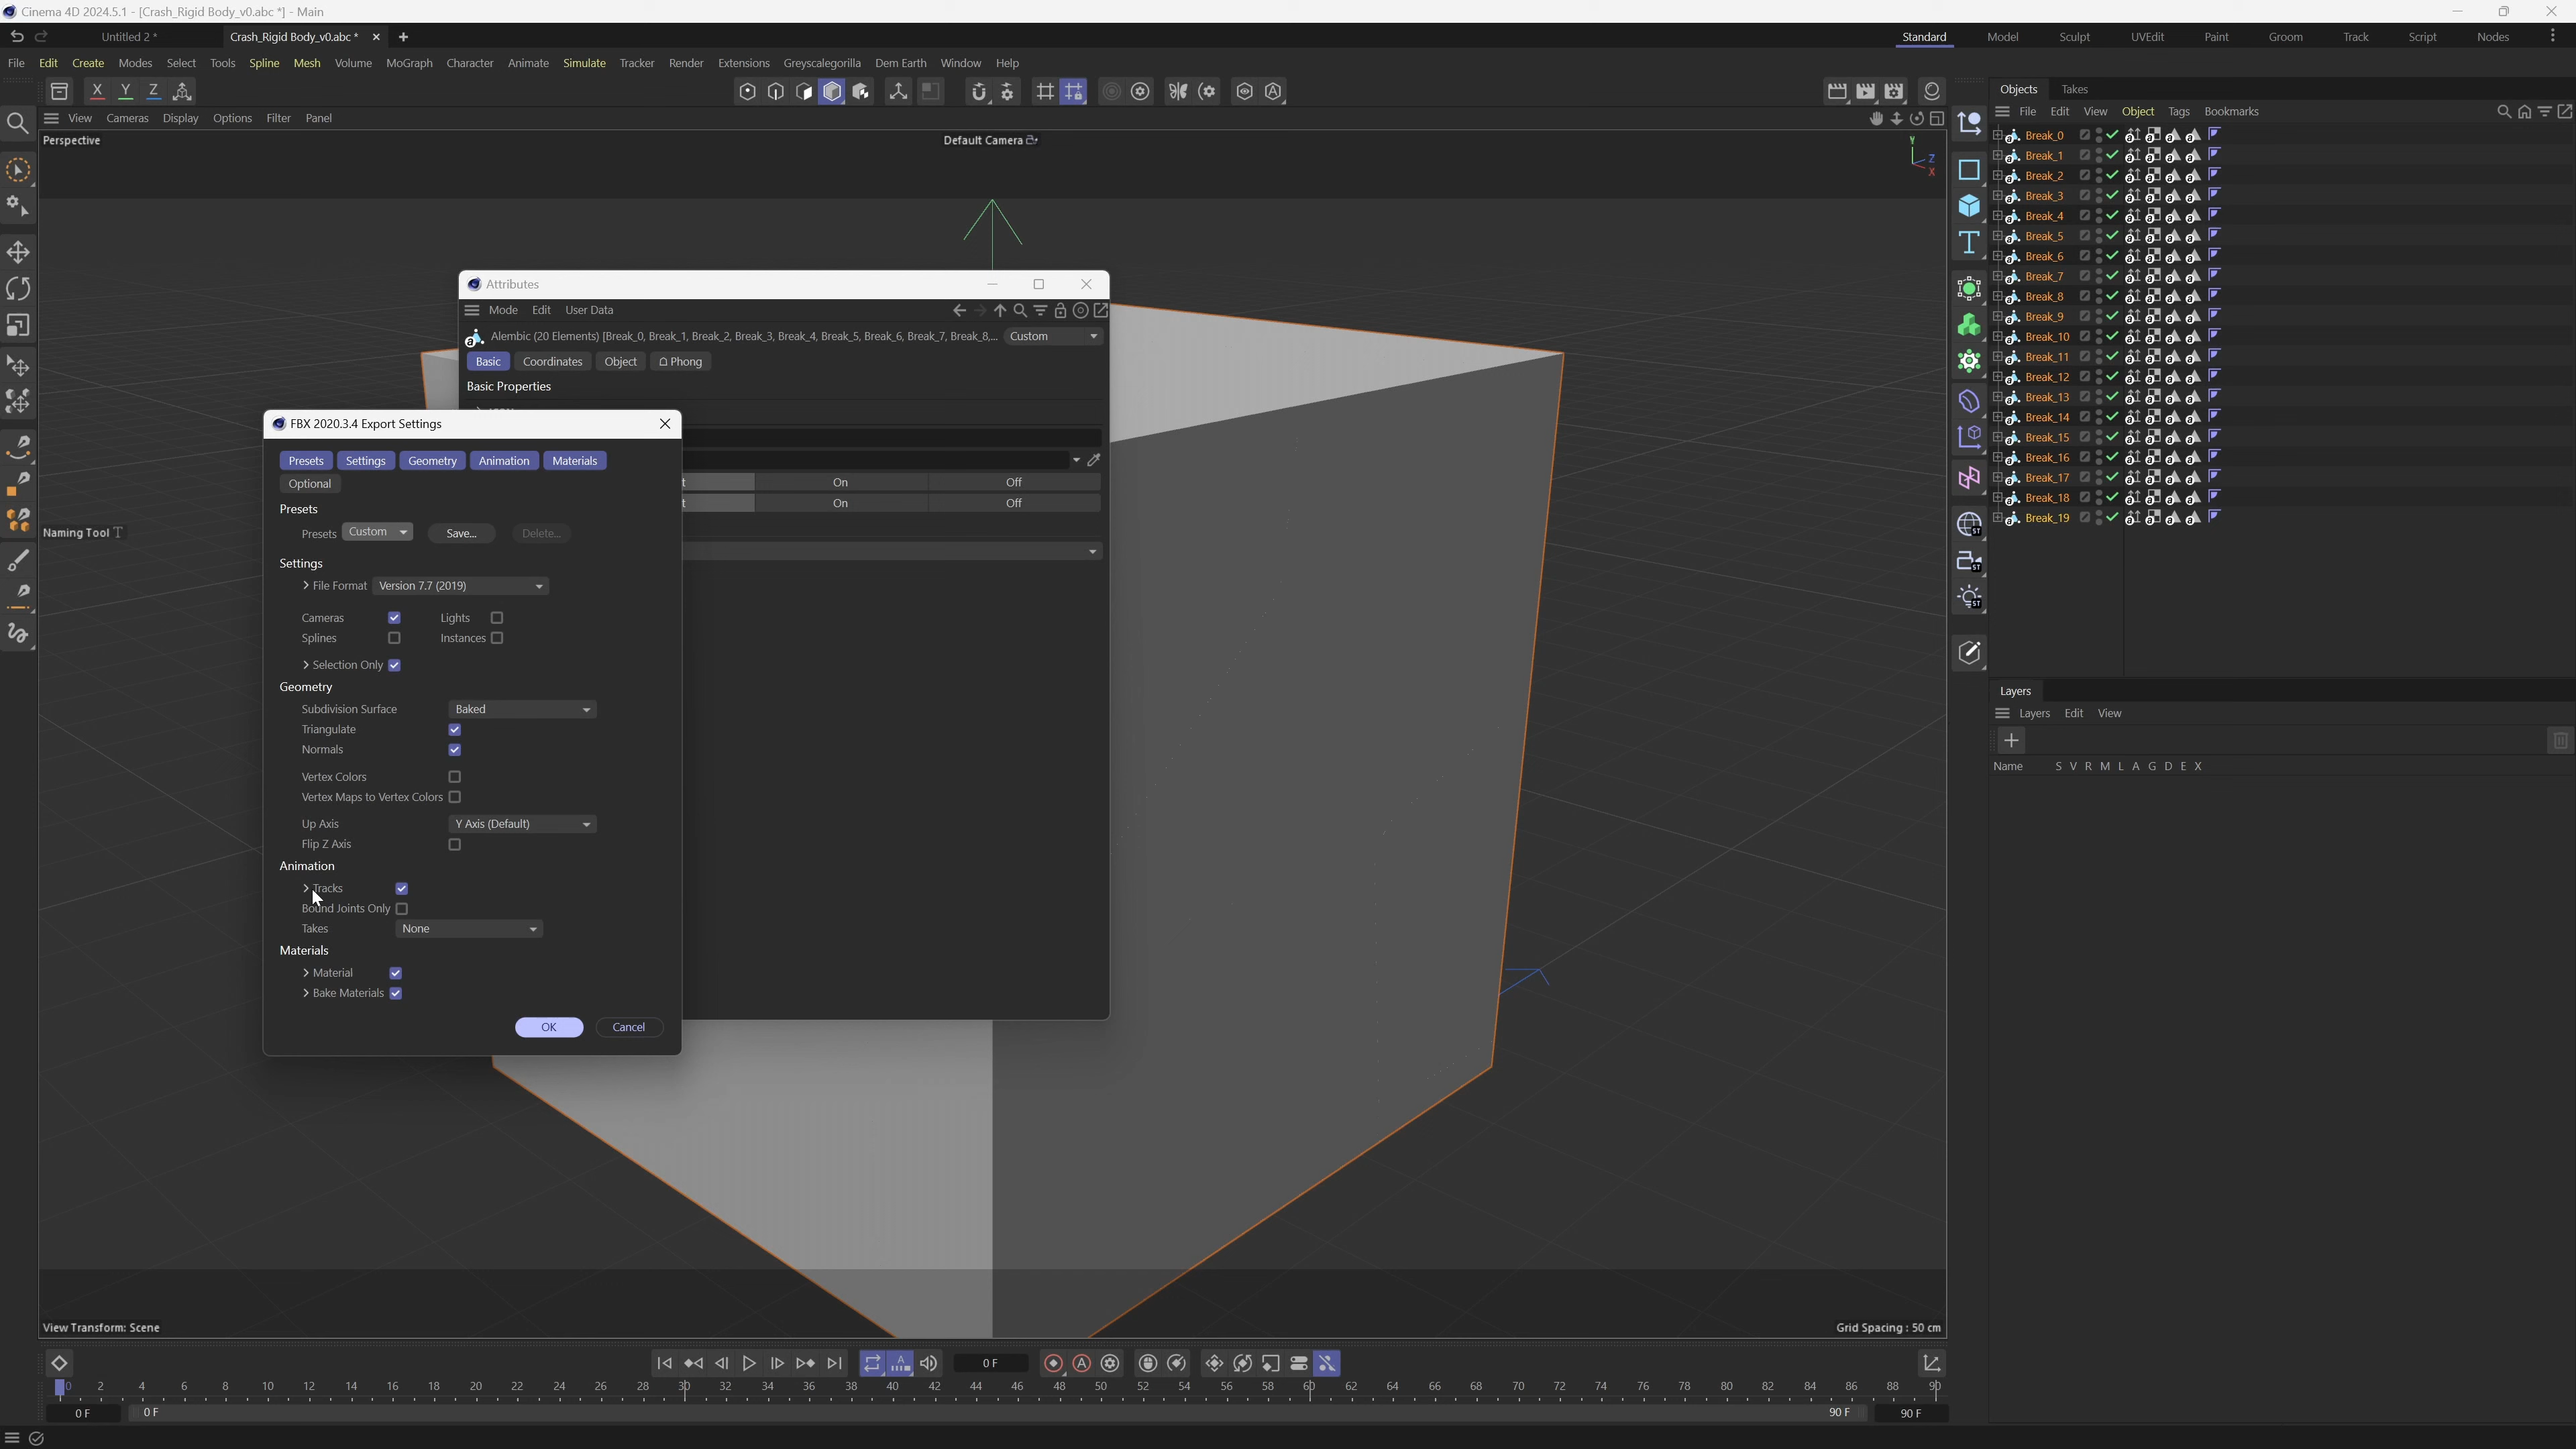 Cinema 4D 2024.5.1 - [Crash_Rigid Body_v0.abc *] - Main
Untitled 2 *
Crash_Rigid Body_v0.abc *
Standard Model Sculpt UVEdit Paint Groom Track Script Nodes
File Edit Create Modes Select Tools Spline Mesh Volume MoGraph Character Animate Simulate Tracker Render Extensions Greyscalegorilla Dem Earth Window Help
X Y Z
View Cameras Display Options Filter Panel
Perspective
Default Camera
Y
Z
X
Naming Tool
View Transform: Scene
Grid Spacing : 50 cm
Attributes
Mode Edit User Data
Alembic (20 Elements) [Break_0, Break_1, Break_2, Break_3, Break_4, Break_5, Break_6, Break_7, Break_8,...
Custom
Basic Coordinates Object Phong
Basic Properties
t On Off
t On Off
FBX 2020.3.4 Export Settings
Presets Settings Geometry Animation Materials
Optional
Presets
Presets Custom Save... Delete...
Settings
File Format Version 7.7 (2019)
Cameras Lights
Splines Instances
Selection Only
Geometry
Subdivision Surface Baked
Triangulate
Normals
Vertex Colors
Vertex Maps to Vertex Colors
Up Axis Y Axis (Default)
Flip Z Axis
Animation
Tracks
Bound Joints Only
Takes None
Materials
Material
Bake Materials
OK Cancel
Objects Takes
File Edit View Object Tags Bookmarks
Break_0
Break_1
Break_2
Break_3
Break_4
Break_5
Break_6
Break_7
Break_8
Break_9
Break_10
Break_11
Break_12
Break_13
Break_14
Break_15
Break_16
Break_17
Break_18
Break_19
Layers
Layers Edit View
Name S V R M L A G D E X
0 F
0 2 4 6 8 10 12 14 16 18 20 22 24 26 28 30 32 34 36 38 40 42 44 46 48 50 52 54 56 58 60 62 64 66 68 70 72 74 76 78 80 82 84 86 88 90
0 F 0 F 90 F 90 F